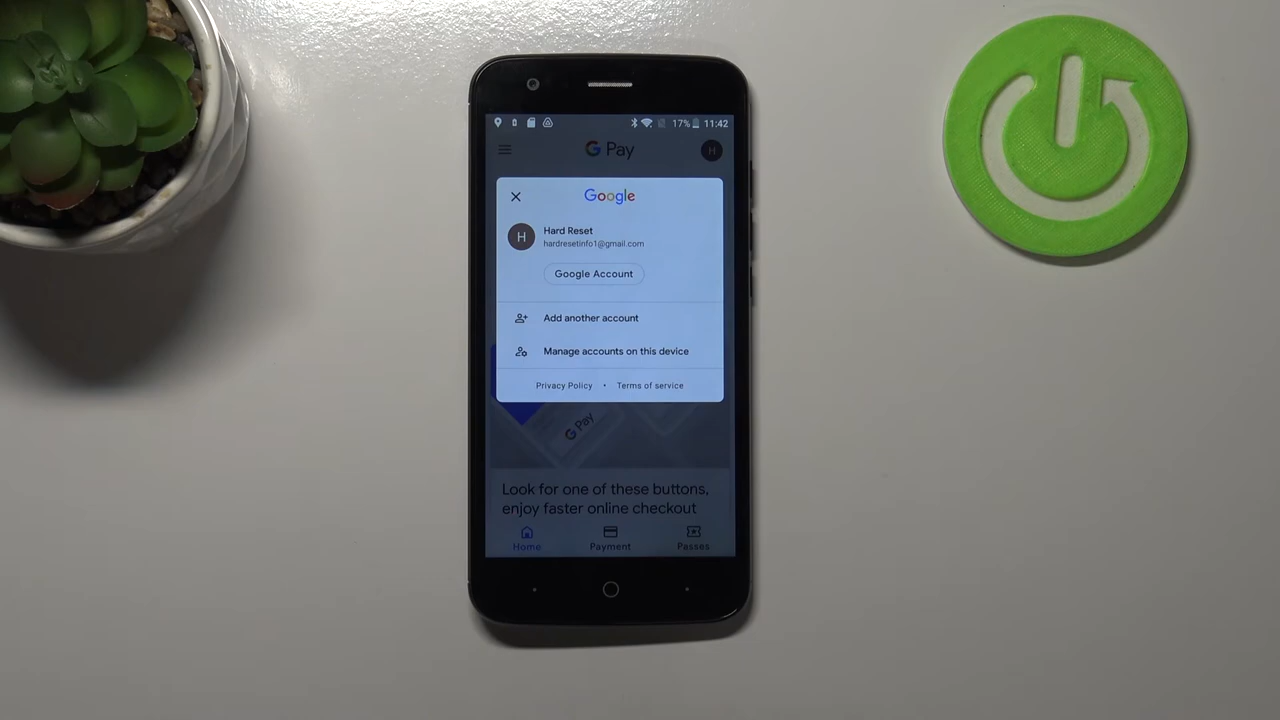 17% 11:42
G Pay
H
Google
H
Hard Reset
hardresetinfo1@gmail.com
Google Account
Add another account
Manage accounts on this device
Privacy Policy • Terms of service
G Pay
Look for one of these buttons,
enjoy faster online checkout
Home Payment Passes